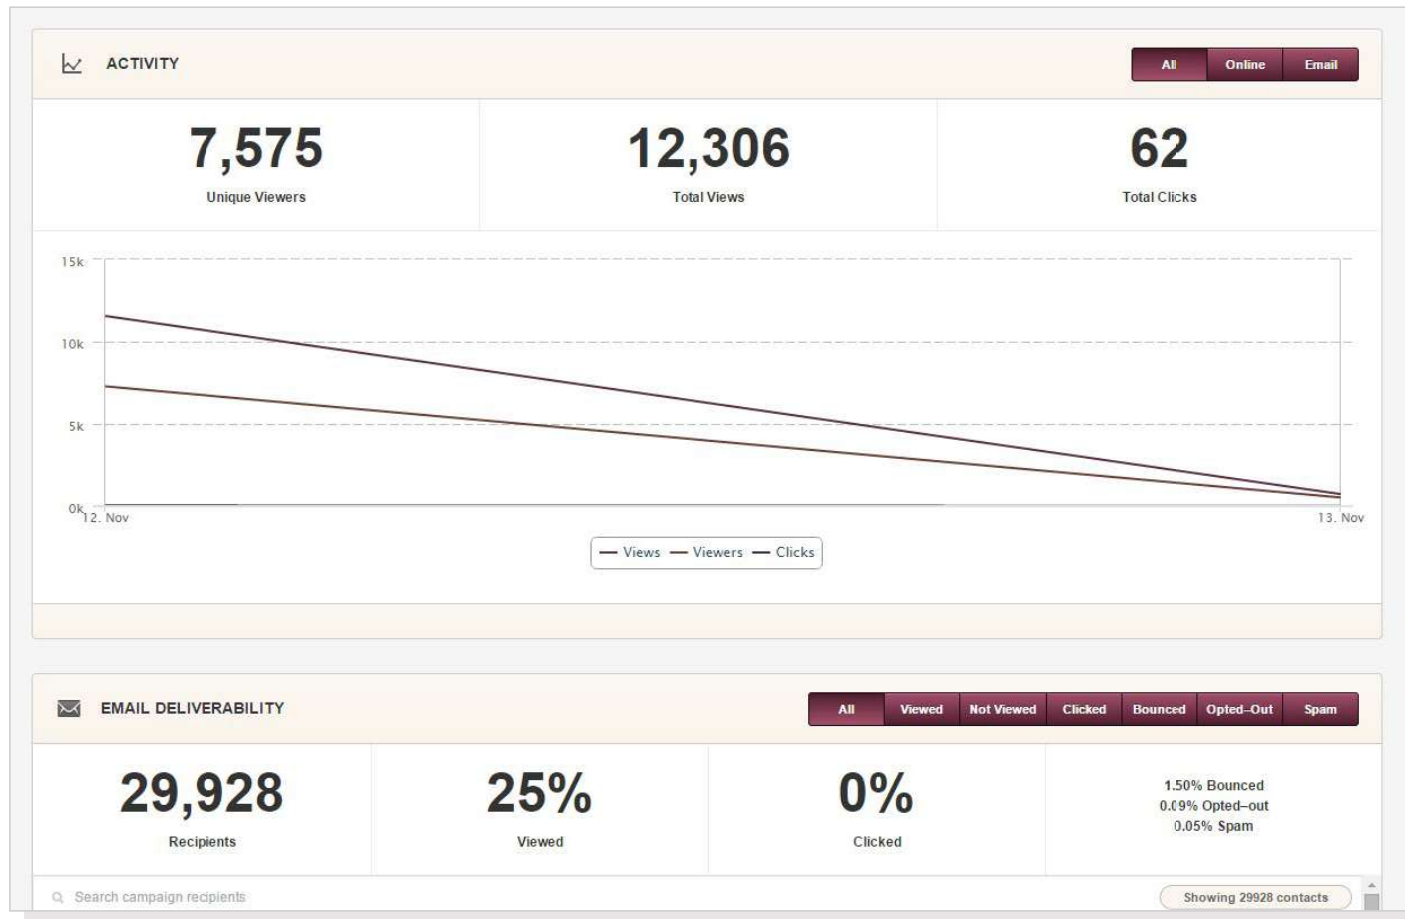 ACTIVITY
All Online Email
7,575 12,306 62
Unique Viewers Total Views Total Clicks
15k
10k
5k
0k
12. Nov 13. Nov
Views Viewers Clicks
EMAIL DELIVERABILITY
All Viewed Not Viewed Clicked Bounced Opted-Out Spam
29,928 25% 0%
Recipients Viewed Clicked
1.50% Bounced
0.09% Opted-out
0.05% Spam
Search campaign recipients
Showing 29928 contacts